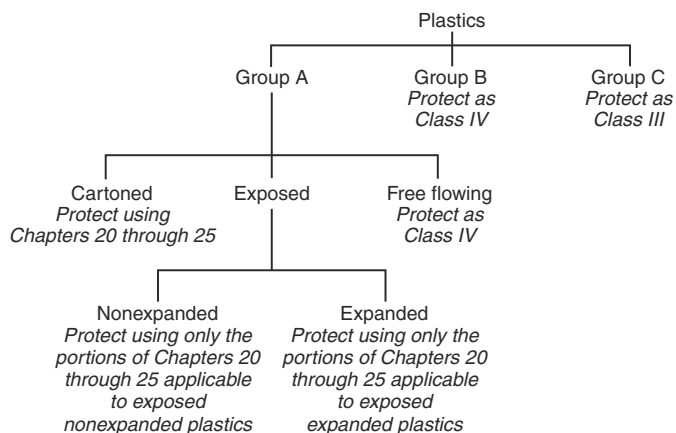 Plastics
Group A
Group B
Protect as
Class IV
Group C
Protect as
Class III
Cartoned
Protect using
Chapters 20 through 25
Exposed
Free flowing
Protect as
Class IV
Nonexpanded
Protect using only the
portions of Chapters 20
through 25 applicable
to exposed
nonexpanded plastics
Expanded
Protect using only the
portions of Chapters 20
through 25 applicable
to exposed
expanded plastics